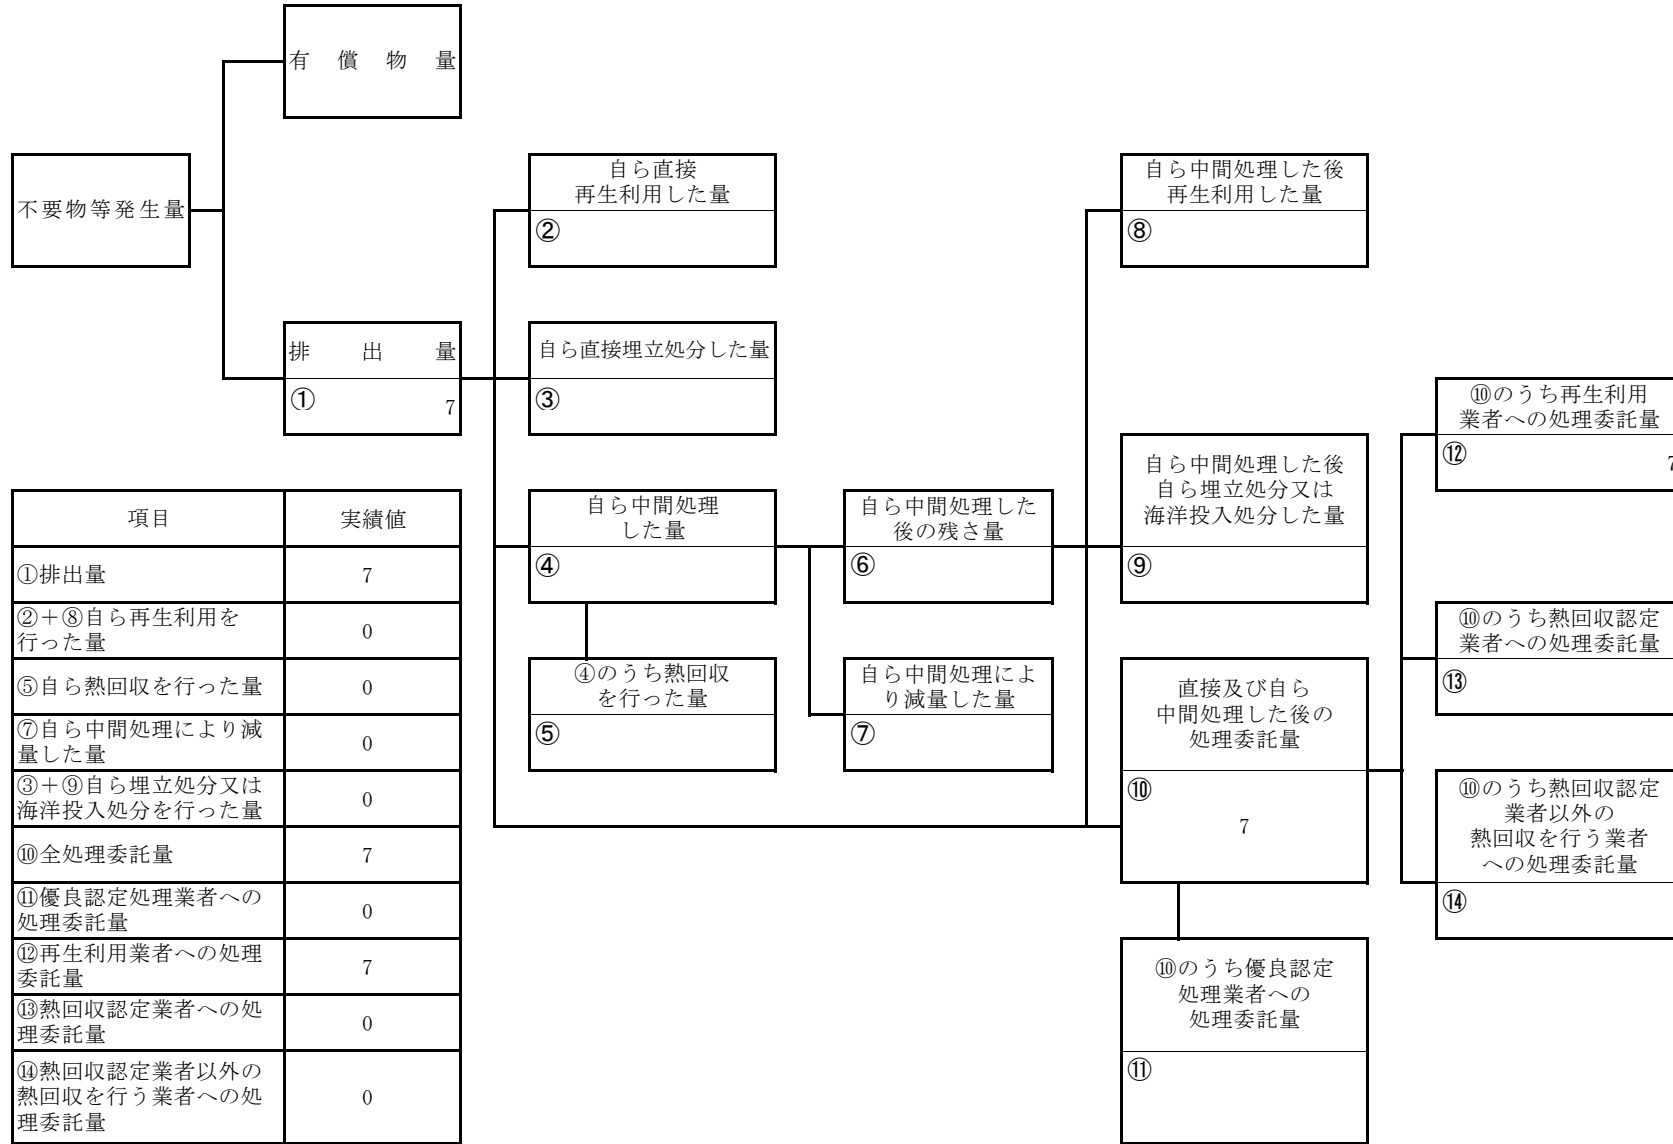 有償物量
不要物等発生量
排出量
①
7
自ら直接
再生利用した量
②
自ら直接埋立処分した量
③
自ら中間処理
した量
④
④のうち熱回収
を行った量
⑤
自ら中間処理した
後の残さ量
⑥
自ら中間処理によ
り減量した量
⑦
自ら中間処理した後
再生利用した量
⑧
自ら中間処理した後
自ら埋立処分又は
海洋投入処分した量
⑨
直接及び自ら
中間処理した後の
処理委託量
⑩
7
⑩のうち優良認定
処理業者への
処理委託量
⑪
⑩のうち再生利用
業者への処理委託量
⑫
7
⑩のうち熱回収認定
業者への処理委託量
⑬
⑩のうち熱回収認定
業者以外の
熱回収を行う業者
への処理委託量
⑭
項目 実績値
①排出量 7
②+⑧自ら再生利用を
行った量 0
⑤自ら熱回収を行った量 0
⑦自ら中間処理により減
量した量 0
③+⑨自ら埋立処分又は
海洋投入処分を行った量 0
⑩全処理委託量 7
⑪優良認定処理業者への
処理委託量 0
⑫再生利用業者への処理
委託量 7
⑬熱回収認定業者への処
理委託量 0
⑭熱回収認定業者以外の
熱回収を行う業者への処 0
理委託量